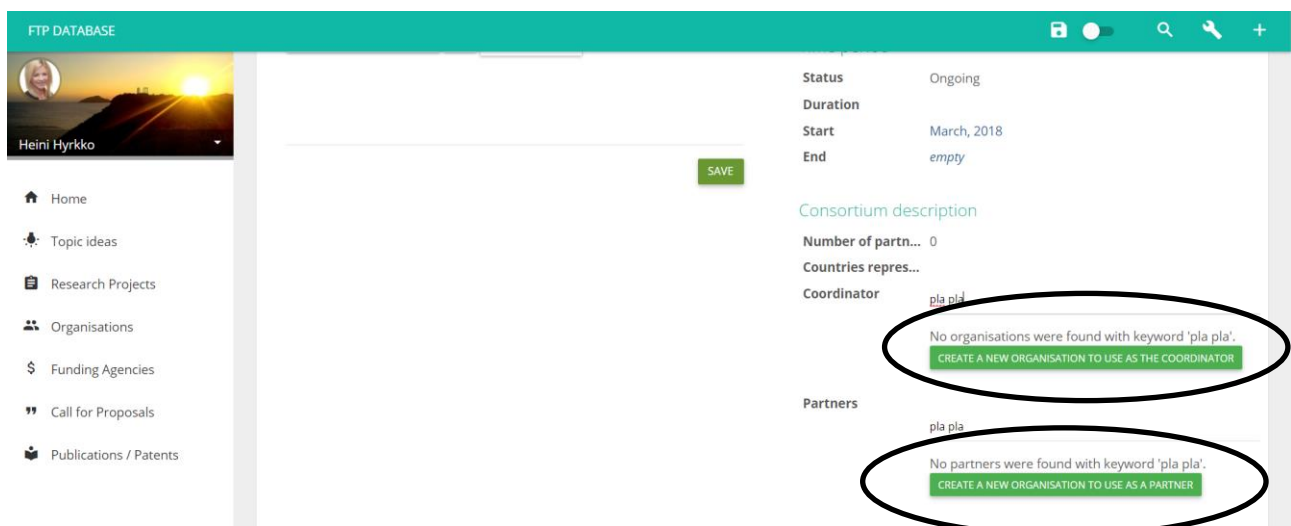 FTP DATABASE
Heini Hyrkko
Home
Topic ideas
Research Projects
Organisations
Funding Agencies
Call for Proposals
Publications / Patents
SAVE
Status Ongoing
Duration
Start March, 2018
End empty
Consortium description
Number of partn... 0
Countries repres...
Coordinator pla pla
No organisations were found with keyword 'pla pla'.
CREATE A NEW ORGANISATION TO USE AS THE COORDINATOR
Partners
pla pla
No partners were found with keyword 'pla pla'.
CREATE A NEW ORGANISATION TO USE AS A PARTNER